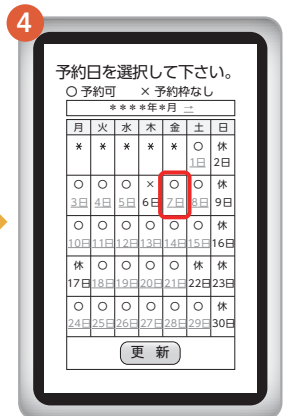 4
予約日を選択して下さい。
○ 予約可 × 予約枠なし
＊＊＊＊年＊月 →
月 火 水 木 金 土 日
＊ ＊ ＊ ＊ ＊ ○ 休
1日 2日
○ ○ ○ × ○ ○ 休
3日 4日 5日 6日 7日 8日 9日
○ ○ ○ ○ ○ ○ 休
10日 11日 12日 13日 14日 15日 16日
休 ○ ○ ○ ○ 休 休
17日 18日 19日 20日 21日 22日 23日
○ ○ ○ ○ ○ ○ 休
24日 25日 26日 27日 28日 29日 30日
更 新